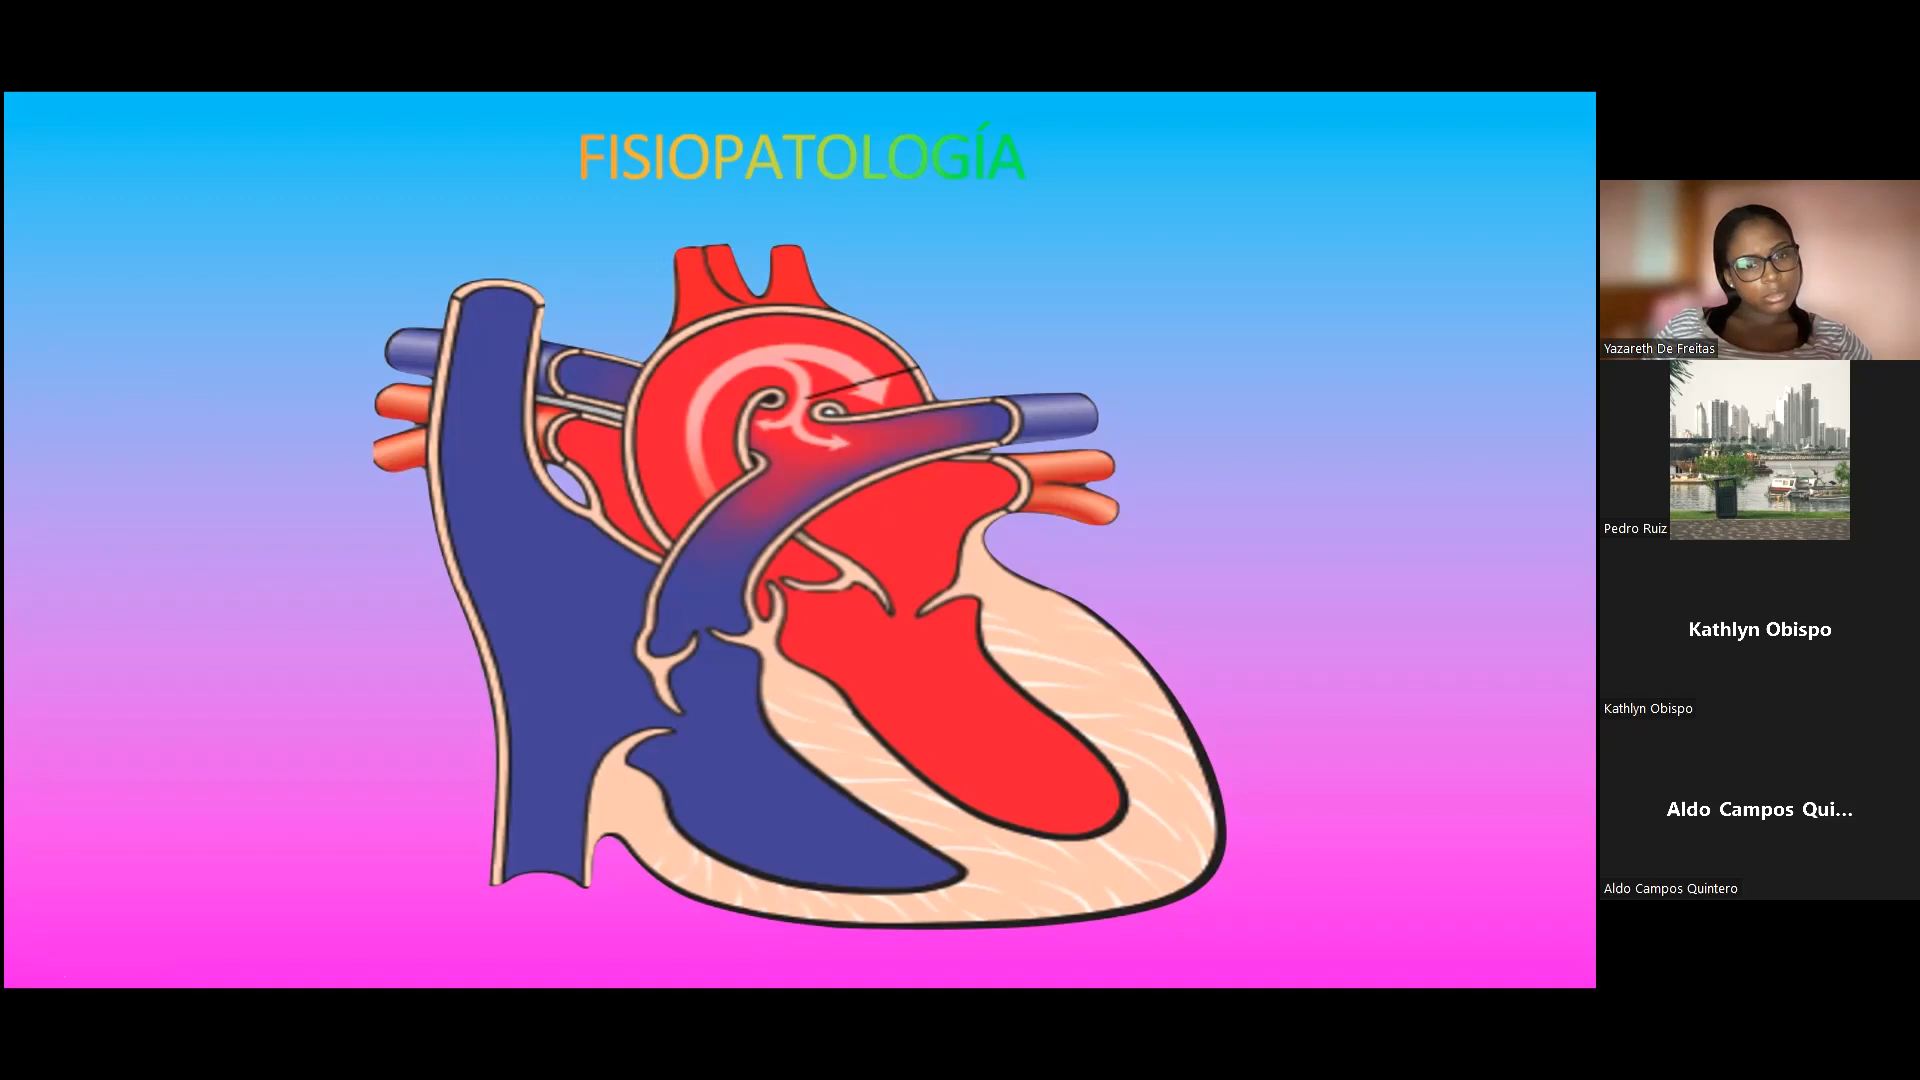 FISIOPATOLOGÍA
Yazareth De Freitas
Pedro Ruiz
Kathlyn Obispo
Kathlyn Obispo
Aldo Campos Qui...
Aldo Campos Quintero